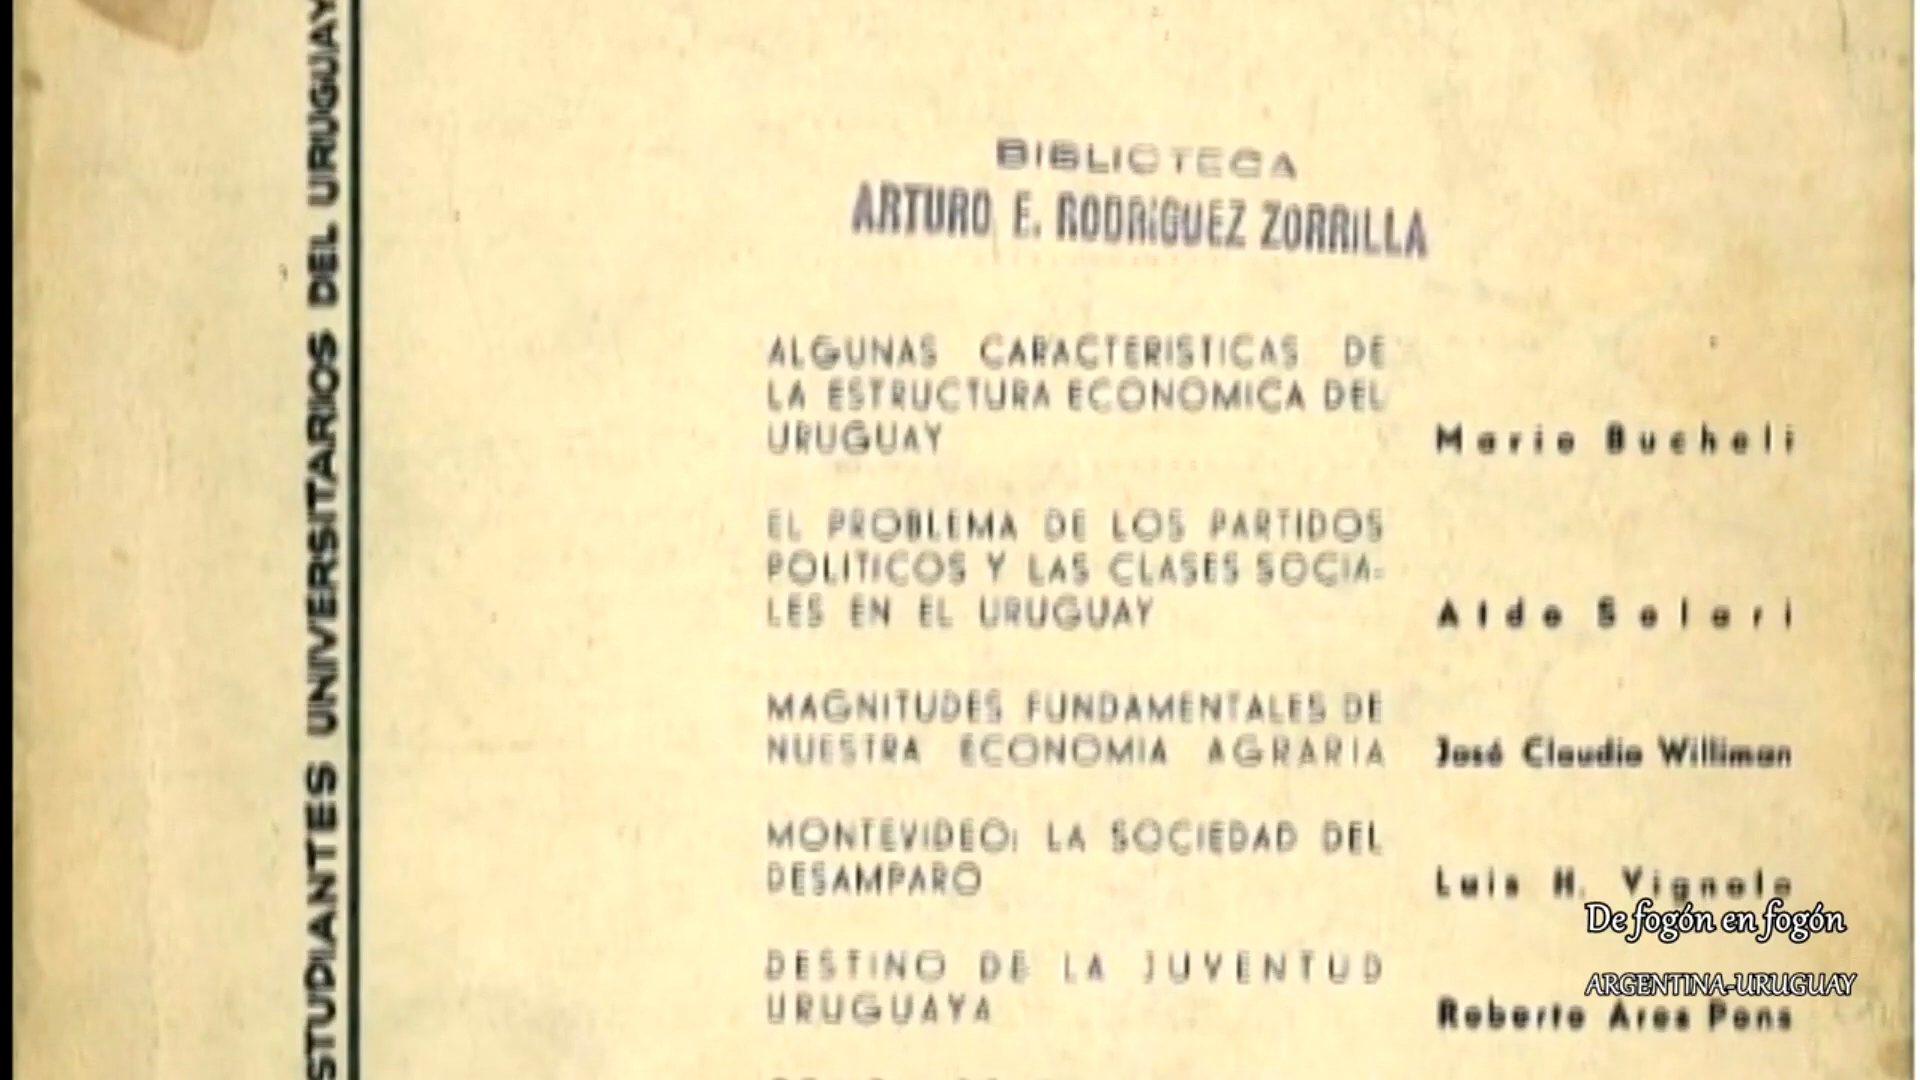 STUDIANTES UNIVERSITARIOS DEL URUGUAY
BIBLIOTECA
ARTURO E. RODRIGUEZ ZORRILLA
ALGUNAS CARACTERISTICAS DE
LA ESTRUCTURA ECONOMICA DEL
URUGUAY
Mario Bucheli
EL PROBLEMA DE LOS PARTIDOS
POLITICOS Y LAS CLASES SOCIA-
LES EN EL URUGUAY
Aldo Solari
MAGNITUDES FUNDAMENTALES DE
NUESTRA ECONOMIA AGRARIA
José Claudio Williman
MONTEVIDEO: LA SOCIEDAD DEL
DESAMPARO
Luis H. Vignolo
DESTINO DE LA JUVENTUD
URUGUAYA
Roberto Ares Pons
De fogón en fogón
ARGENTINA-URUGUAY